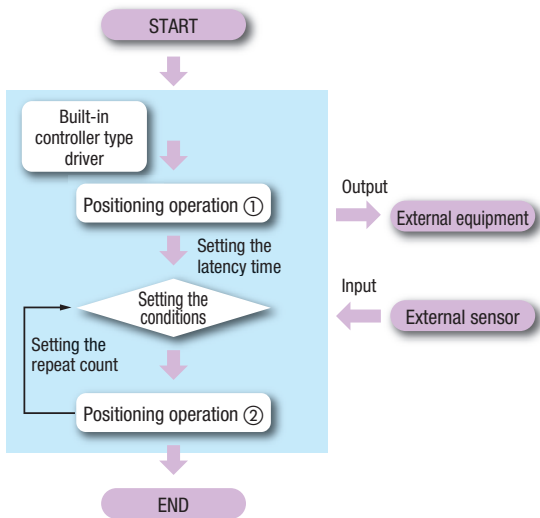 START
Built-in
controller type
driver
Positioning operation ①
Output
External equipment
Setting the
latency time
Input
Setting the
conditions
External sensor
Setting the
repeat count
Positioning operation ②
END